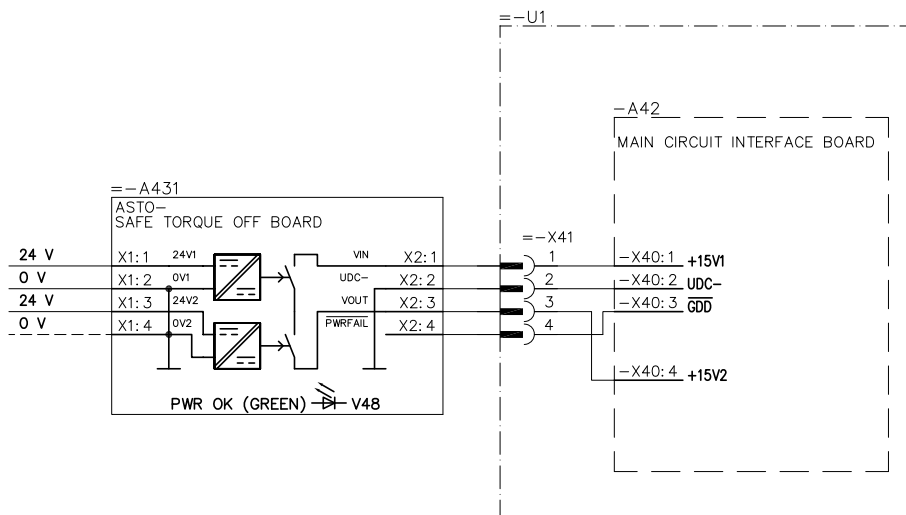 =-U1
-A42
MAIN CIRCUIT INTERFACE BOARD
=-A431
ASTO-
SAFE TORQUE OFF BOARD
=-X41
24 V X1:1 24V1 VIN X2:1 1 -X40:1 +15V1
0 V X1:2 0V1 UDC- X2:2 2 -X40:2 UDC-
24 V X1:3 24V2 VOUT X2:3 3 -X40:3 G̅D̅D̅
0 V X1:4 0V2 P̅W̅R̅F̅A̅I̅L̅ X2:4 4
-X40:4 +15V2
PWR OK (GREEN) V48